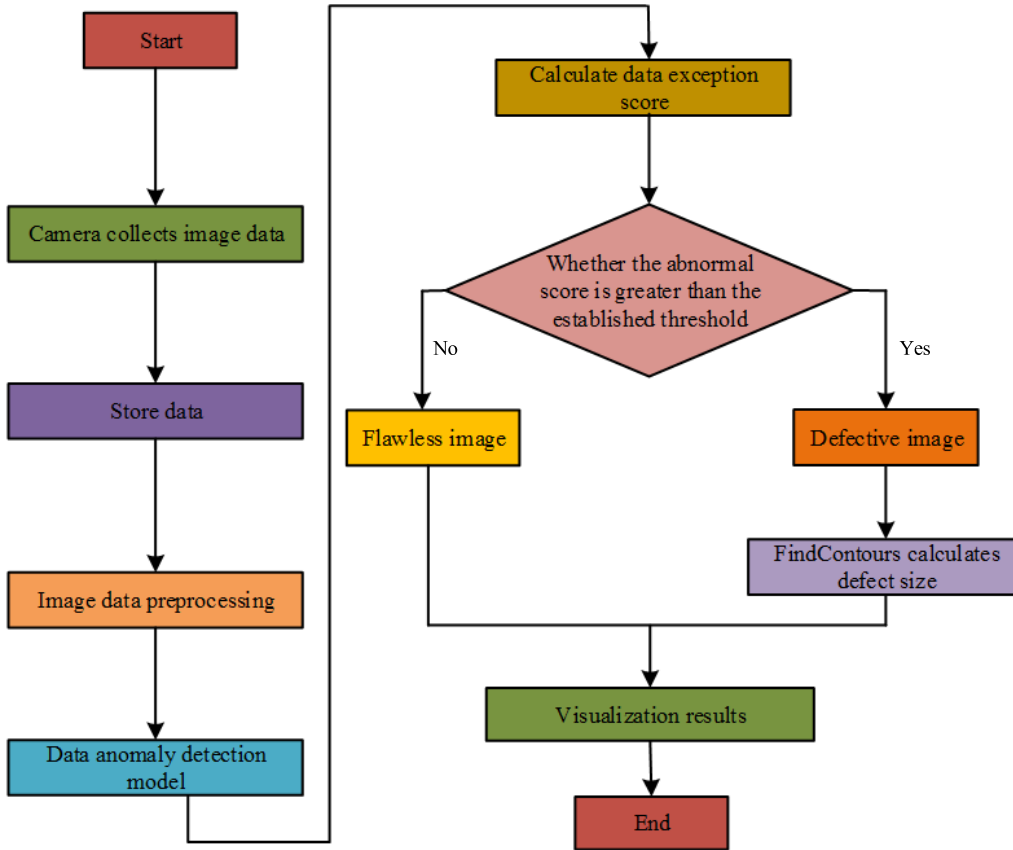 Start
Camera collects image data
Store data
Image data preprocessing
Data anomaly detection
model
Calculate data exception
score
Whether the abnormal
score is greater than the
established threshold
No
Yes
Flawless image
Defective image
FindContours calculates
defect size
Visualization results
End